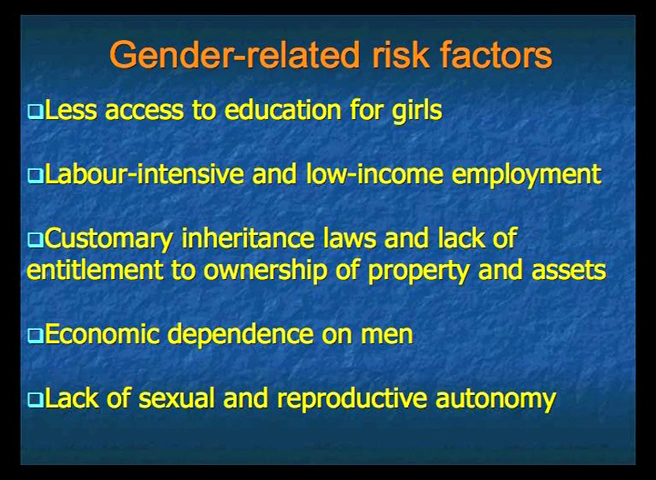 Gender-related risk factors
❑Less access to education for girls
❑Labour-intensive and low-income employment
❑Customary inheritance laws and lack of
entitlement to ownership of property and assets
❑Economic dependence on men
❑Lack of sexual and reproductive autonomy